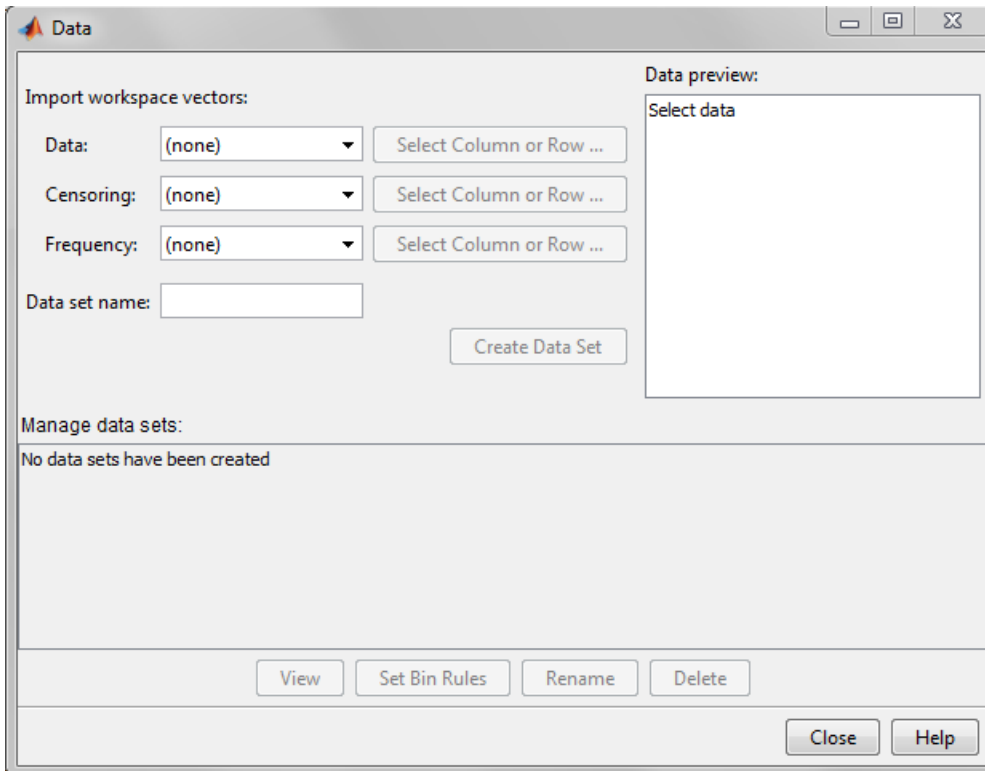 Data
Import workspace vectors:
Data: (none) Select Column or Row ...
Censoring: (none) Select Column or Row ...
Frequency: (none) Select Column or Row ...
Data set name:
Create Data Set
Data preview:
Select data
Manage data sets:
No data sets have been created
View Set Bin Rules Rename Delete
Close Help